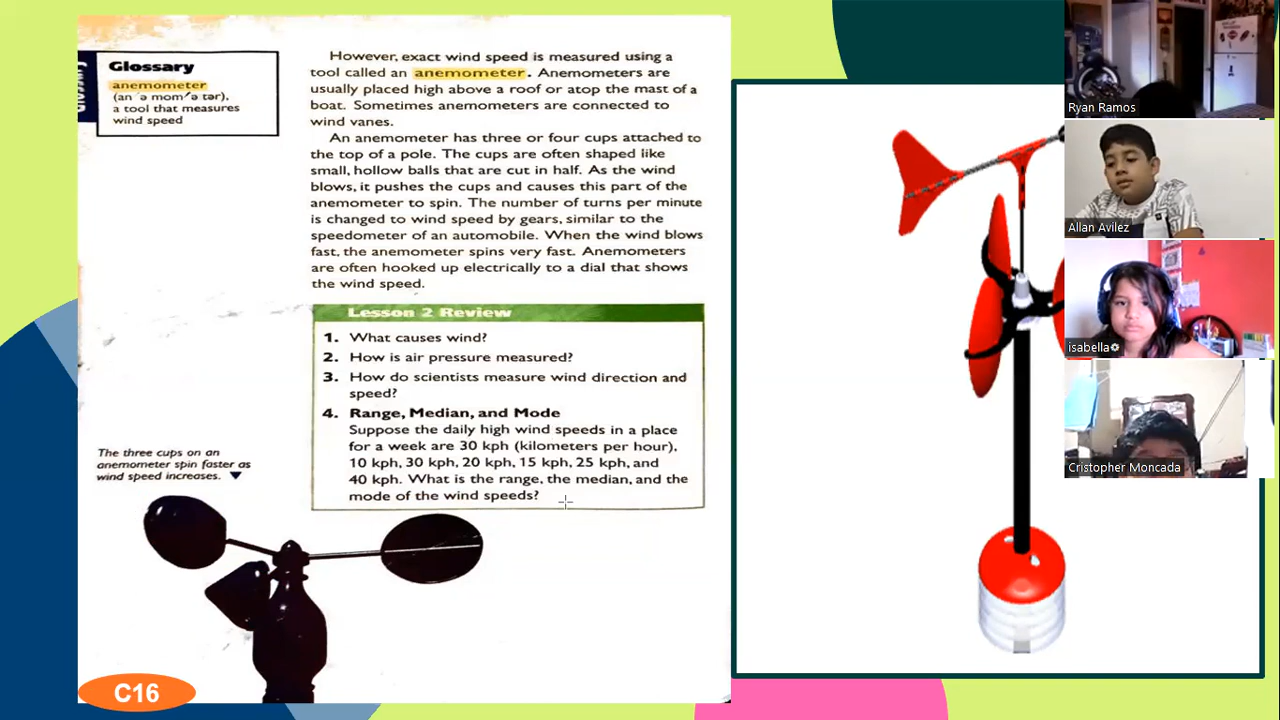 Glossary
Glossary
anemometer
(an ə mom′ə tər),
a tool that measures
wind speed
However, exact wind speed is measured using a
tool called an anemometer. Anemometers are
usually placed high above a roof or atop the mast of a
boat. Sometimes anemometers are connected to
wind vanes.
An anemometer has three or four cups attached to
the top of a pole. The cups are often shaped like
small, hollow balls that are cut in half. As the wind
blows, it pushes the cups and causes this part of the
anemometer to spin. The number of turns per minute
is changed to wind speed by gears, similar to the
speedometer of an automobile. When the wind blows
fast, the anemometer spins very fast. Anemometers
are often hooked up electrically to a dial that shows
the wind speed.
Lesson 2 Review
1. What causes wind?
2. How is air pressure measured?
3. How do scientists measure wind direction and
speed?
4. Range, Median, and Mode
Suppose the daily high wind speeds in a place
for a week are 30 kph (kilometers per hour),
10 kph, 30 kph, 20 kph, 15 kph, 25 kph, and
40 kph. What is the range, the median, and the
mode of the wind speeds?
The three cups on an
anemometer spin faster as
wind speed increases. ▼
C16
Ryan Ramos
Allan Avilez
isabella
Cristopher Moncada